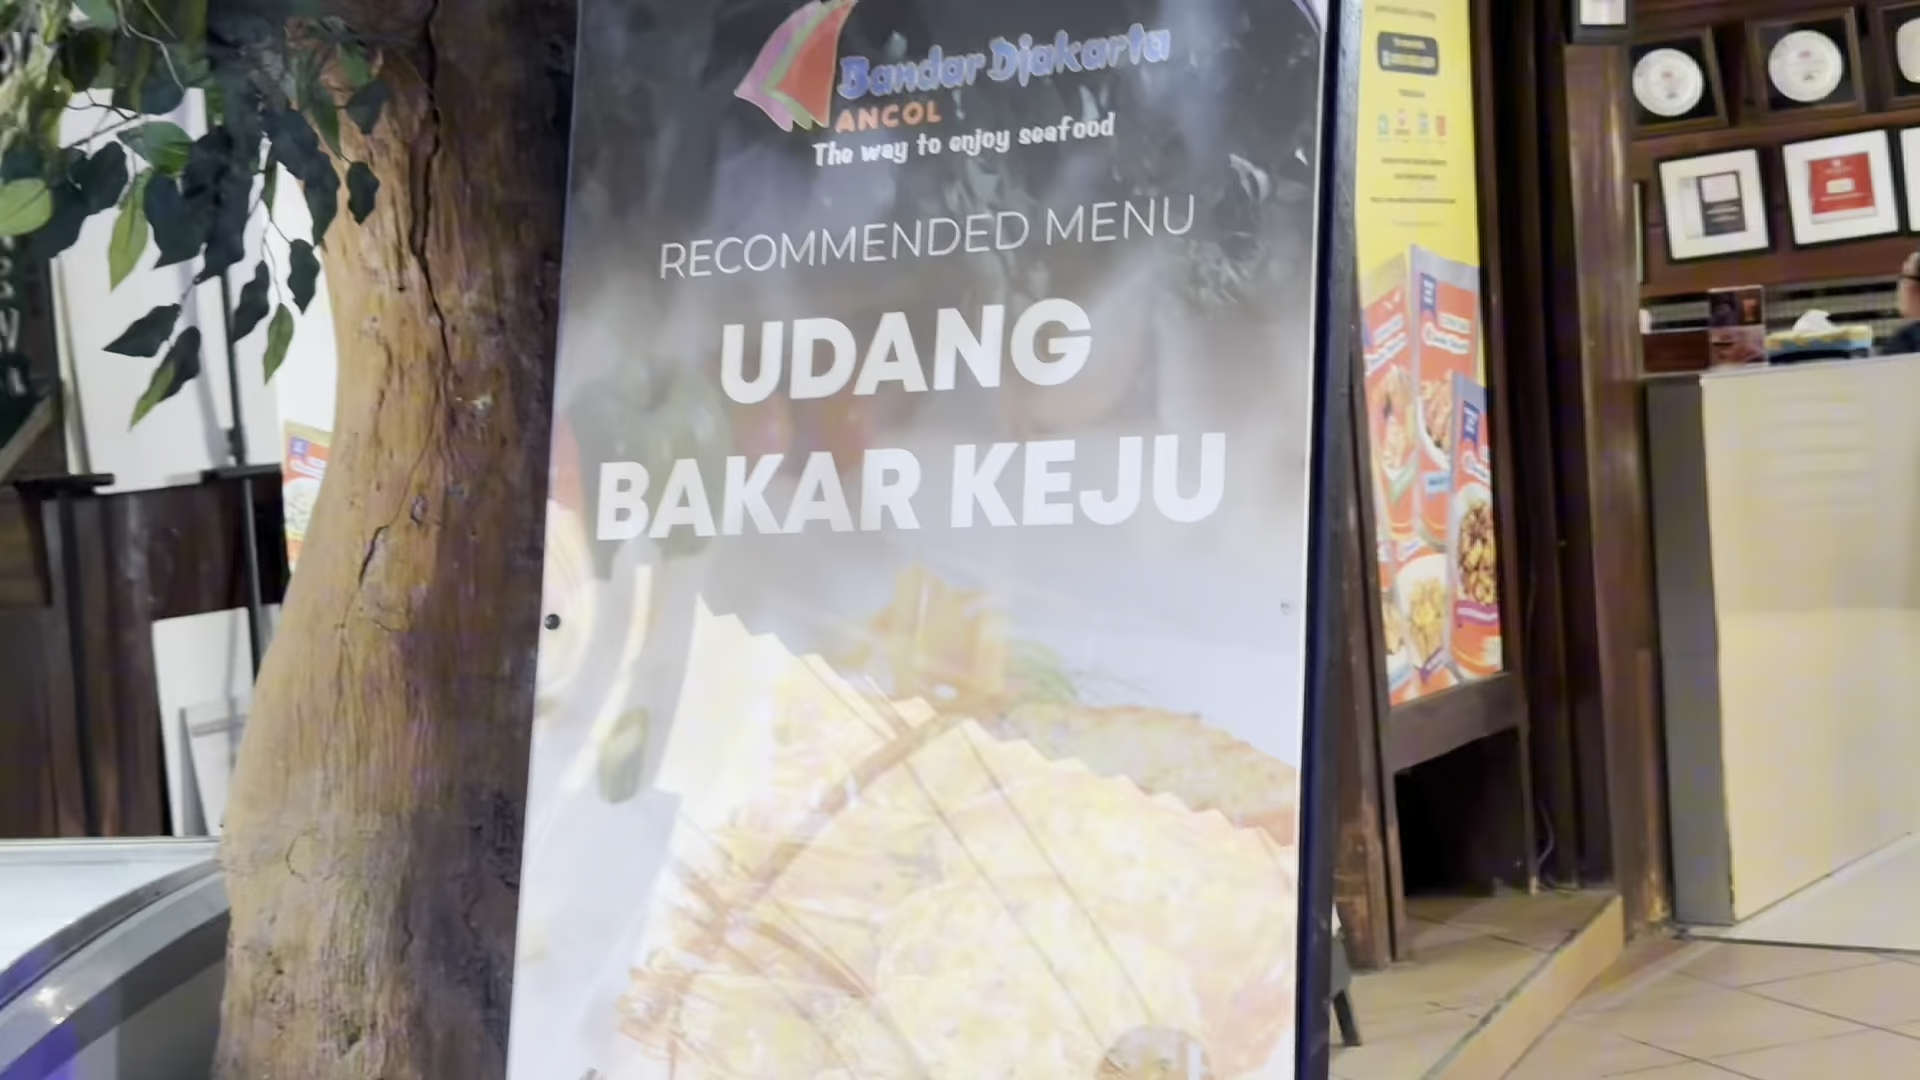 Bandar Djakarta
ANCOL
The way to enjoy seafood
RECOMMENDED MENU
UDANG
BAKAR KEJU